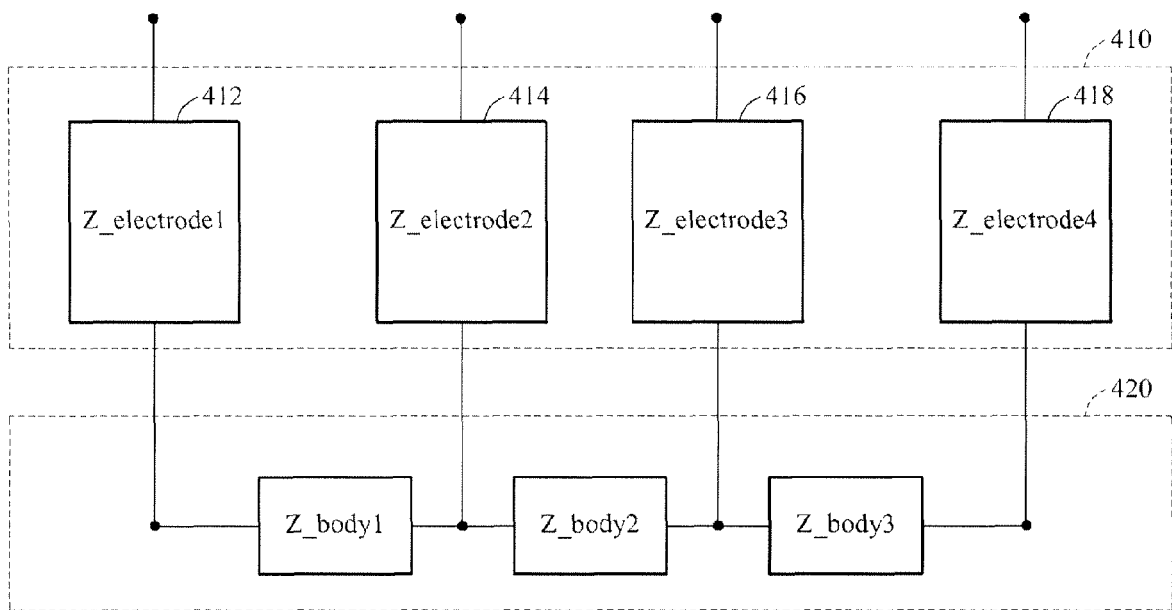 410
412
414
416
418
Z_electrode1
Z_electrode2
Z_electrode3
Z_electrode4
420
Z_body1
Z_body2
Z_body3